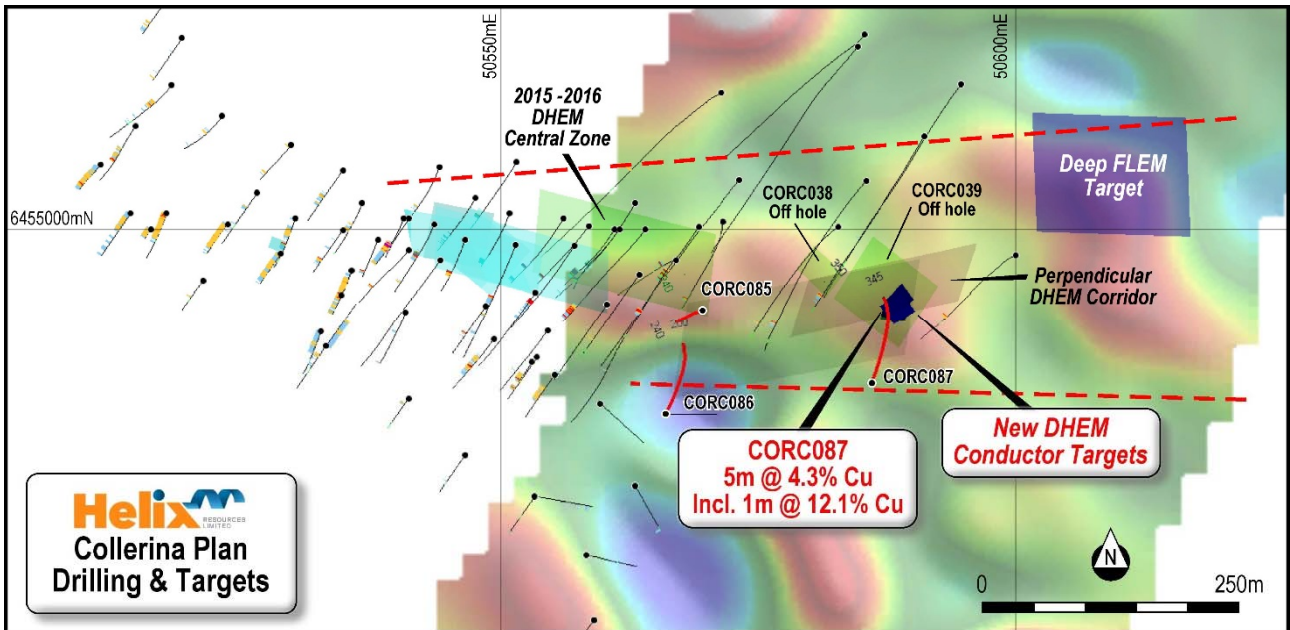 50550mE
50600mE
2015 -2016
DHEM
Central Zone
Deep FLEM
Target
CORC038
Off hole
CORC039
Off hole
6455000mN
360
345
Perpendicular
DHEM Corridor
CORC085
240
CORC087
CORC086
CORC087
5m @ 4.3% Cu
Incl. 1m @ 12.1% Cu
New DHEM
Conductor Targets
Helix
RESOURCES
LIMITED
Collerina Plan
Drilling & Targets
N
0
250m